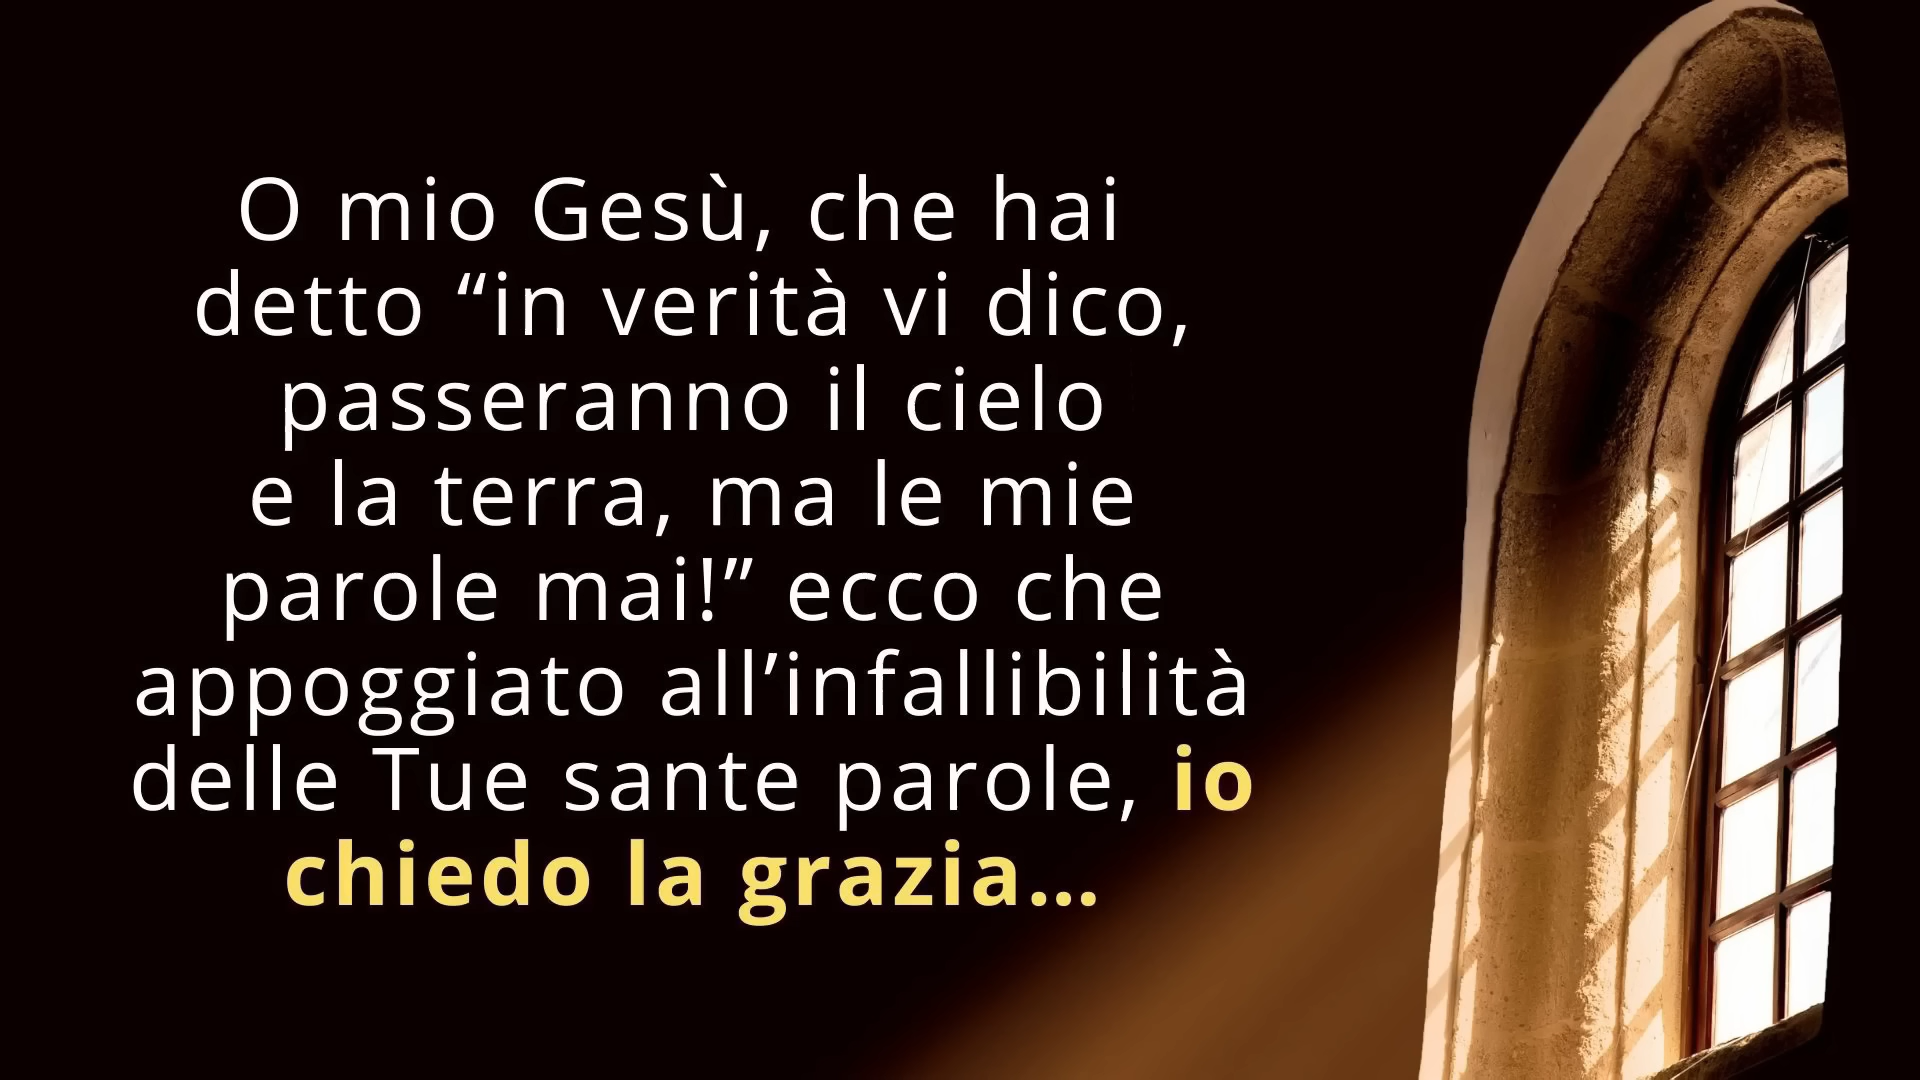 O mio Gesù, che hai
detto “in verità vi dico,
passeranno il cielo
e la terra, ma le mie
parole mai!” ecco che
appoggiato all’infallibilità
delle Tue sante parole, io
chiedo la grazia...